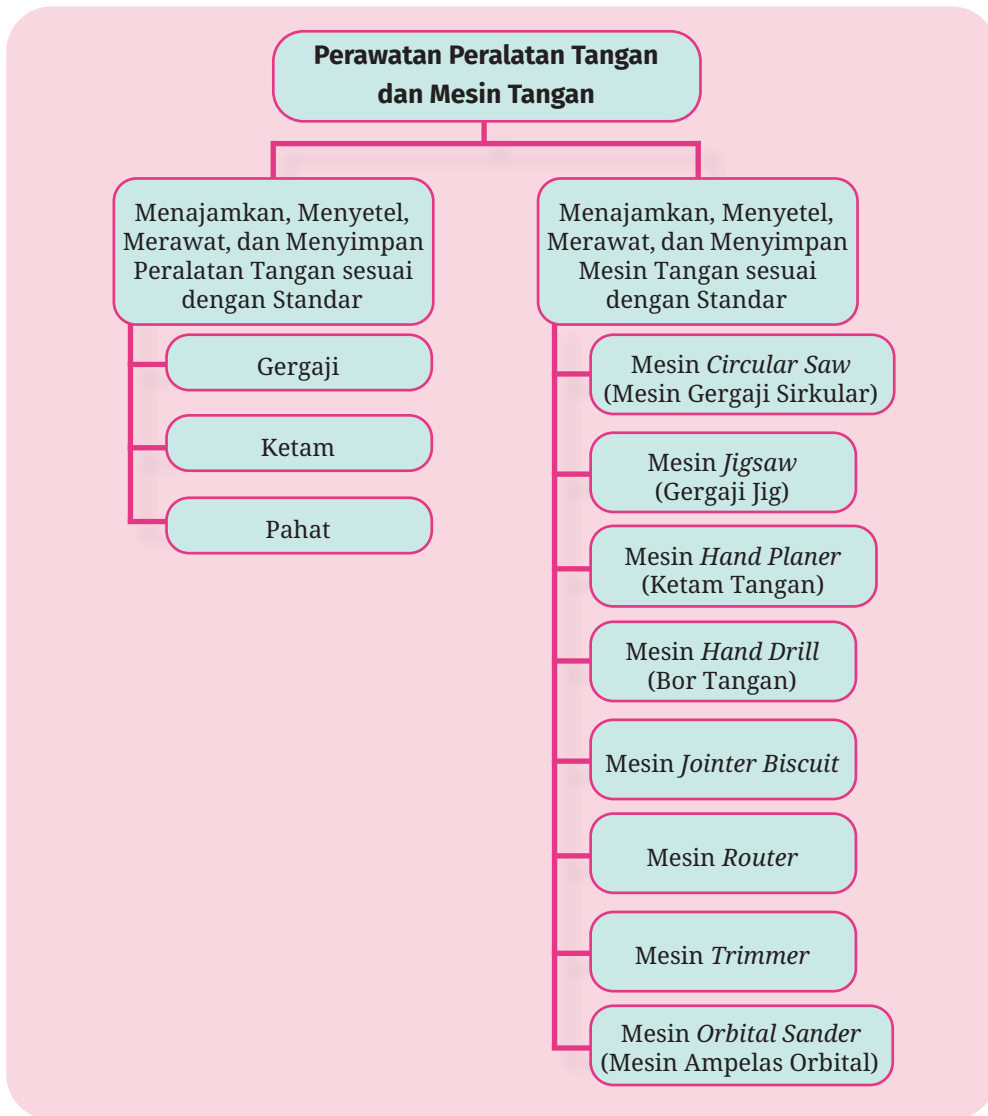 Perawatan Peralatan Tangan
dan Mesin Tangan
Menajamkan, Menyetel,
Merawat, dan Menyimpan
Peralatan Tangan sesuai
dengan Standar
Gergaji
Ketam
Pahat
Menajamkan, Menyetel,
Merawat, dan Menyimpan
Mesin Tangan sesuai
dengan Standar
Mesin Circular Saw
(Mesin Gergaji Sirkular)
Mesin Jigsaw
(Gergaji Jig)
Mesin Hand Planer
(Ketam Tangan)
Mesin Hand Drill
(Bor Tangan)
Mesin Jointer Biscuit
Mesin Router
Mesin Trimmer
Mesin Orbital Sander
(Mesin Ampelas Orbital)